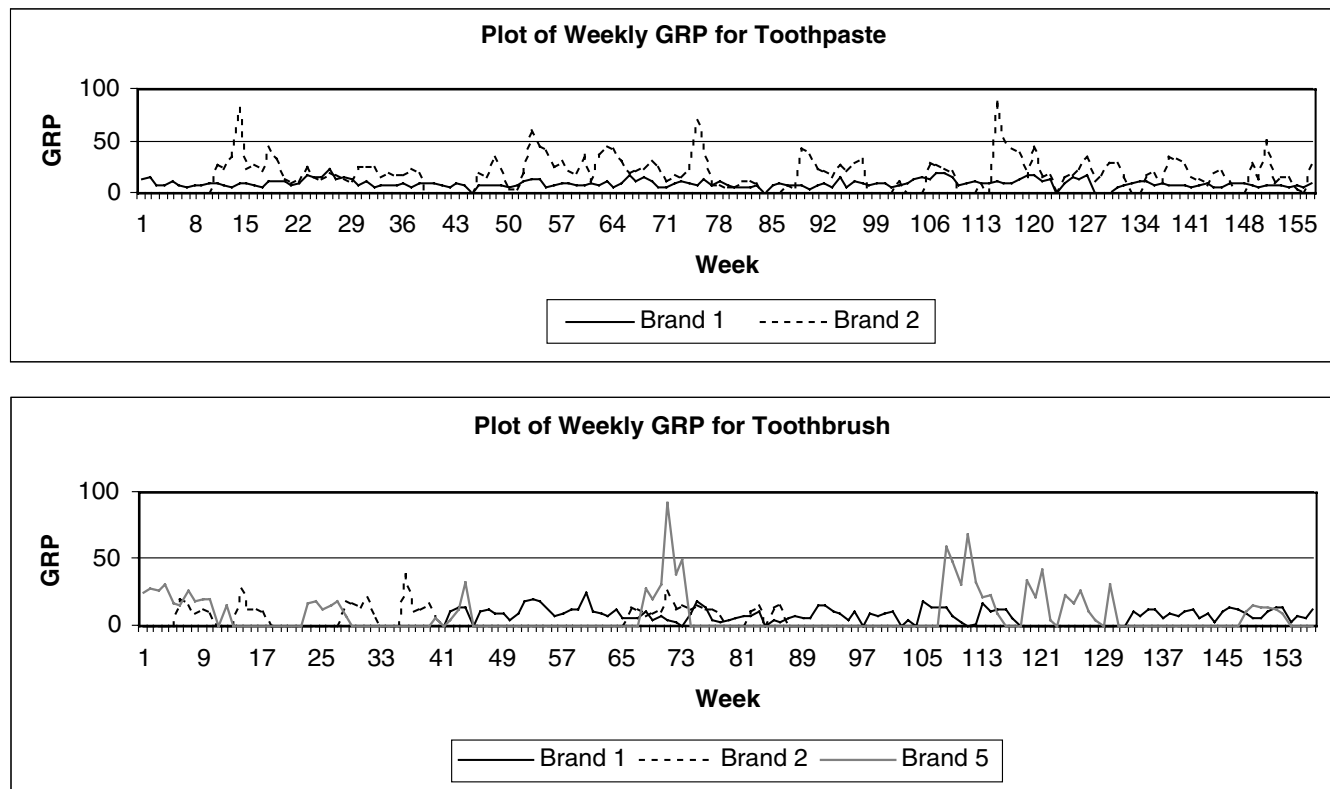 Plot of Weekly GRP for Toothpaste
100
50
0
GRP
1 8 15 22 29 36 43 50 57 64 71 78 85 92 99 106 113 120 127 134 141 148 155
Week
Brand 1 Brand 2
Plot of Weekly GRP for Toothbrush
100
50
0
GRP
1 9 17 25 33 41 49 57 65 73 81 89 97 105 113 121 129 137 145 153
Week
Brand 1 Brand 2 Brand 5